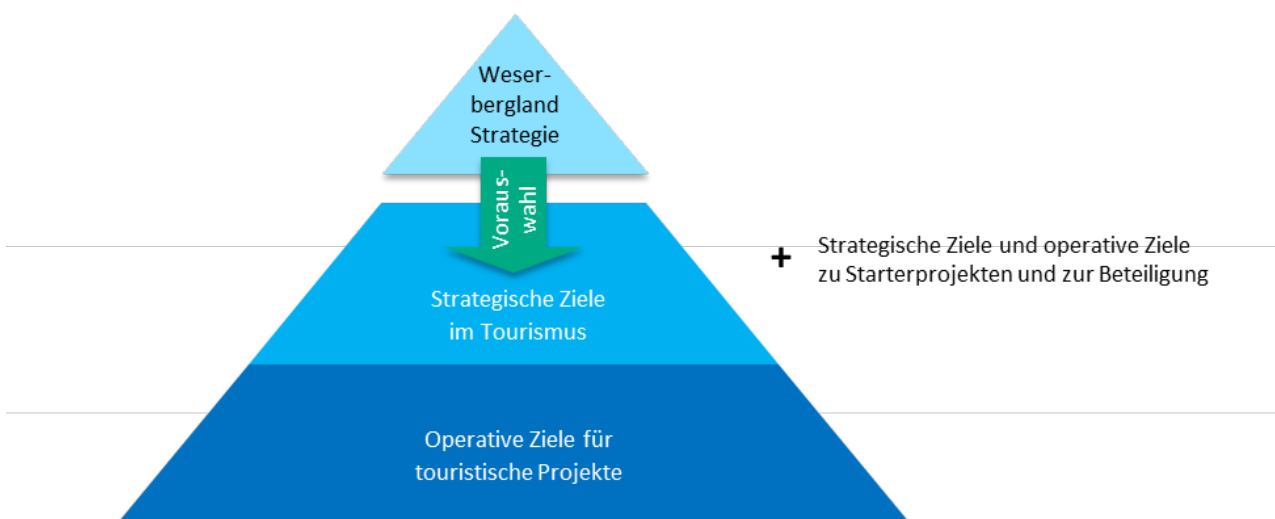 Weser-
bergland
Strategie
Voraus-
wahl
Strategische Ziele
im Tourismus
+ Strategische Ziele und operative Ziele
zu Starterprojekten und zur Beteiligung
Operative Ziele für
touristische Projekte